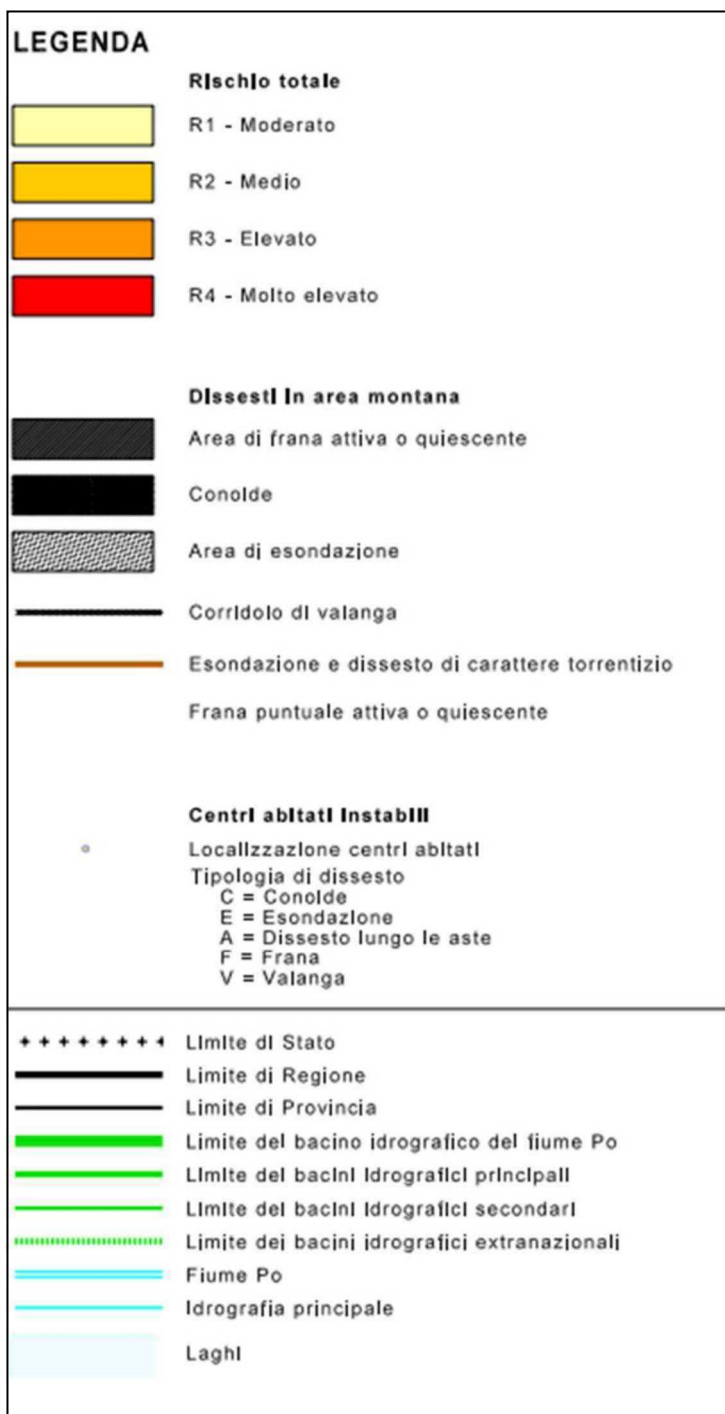 LEGENDA
Rischio totale
R1 - Moderato
R2 - Medio
R3 - Elevato
R4 - Molto elevato
Dissesti in area montana
Area di frana attiva o quiescente
Conoide
Area di esondazione
Corridoio di valanga
Esondazione e dissesto di carattere torrentizio
Frana puntuale attiva o quiescente
Centri abitati instabili
Localizzazione centri abitati
Tipologia di dissesto
C = Conoide
E = Esondazione
A = Dissesto lungo le aste
F = Frana
V = Valanga
Limite di Stato
Limite di Regione
Limite di Provincia
Limite del bacino idrografico del fiume Po
Limite dei bacini idrografici principali
Limite dei bacini idrografici secondari
Limite dei bacini idrografici extranazionali
Fiume Po
Idrografia principale
Laghi